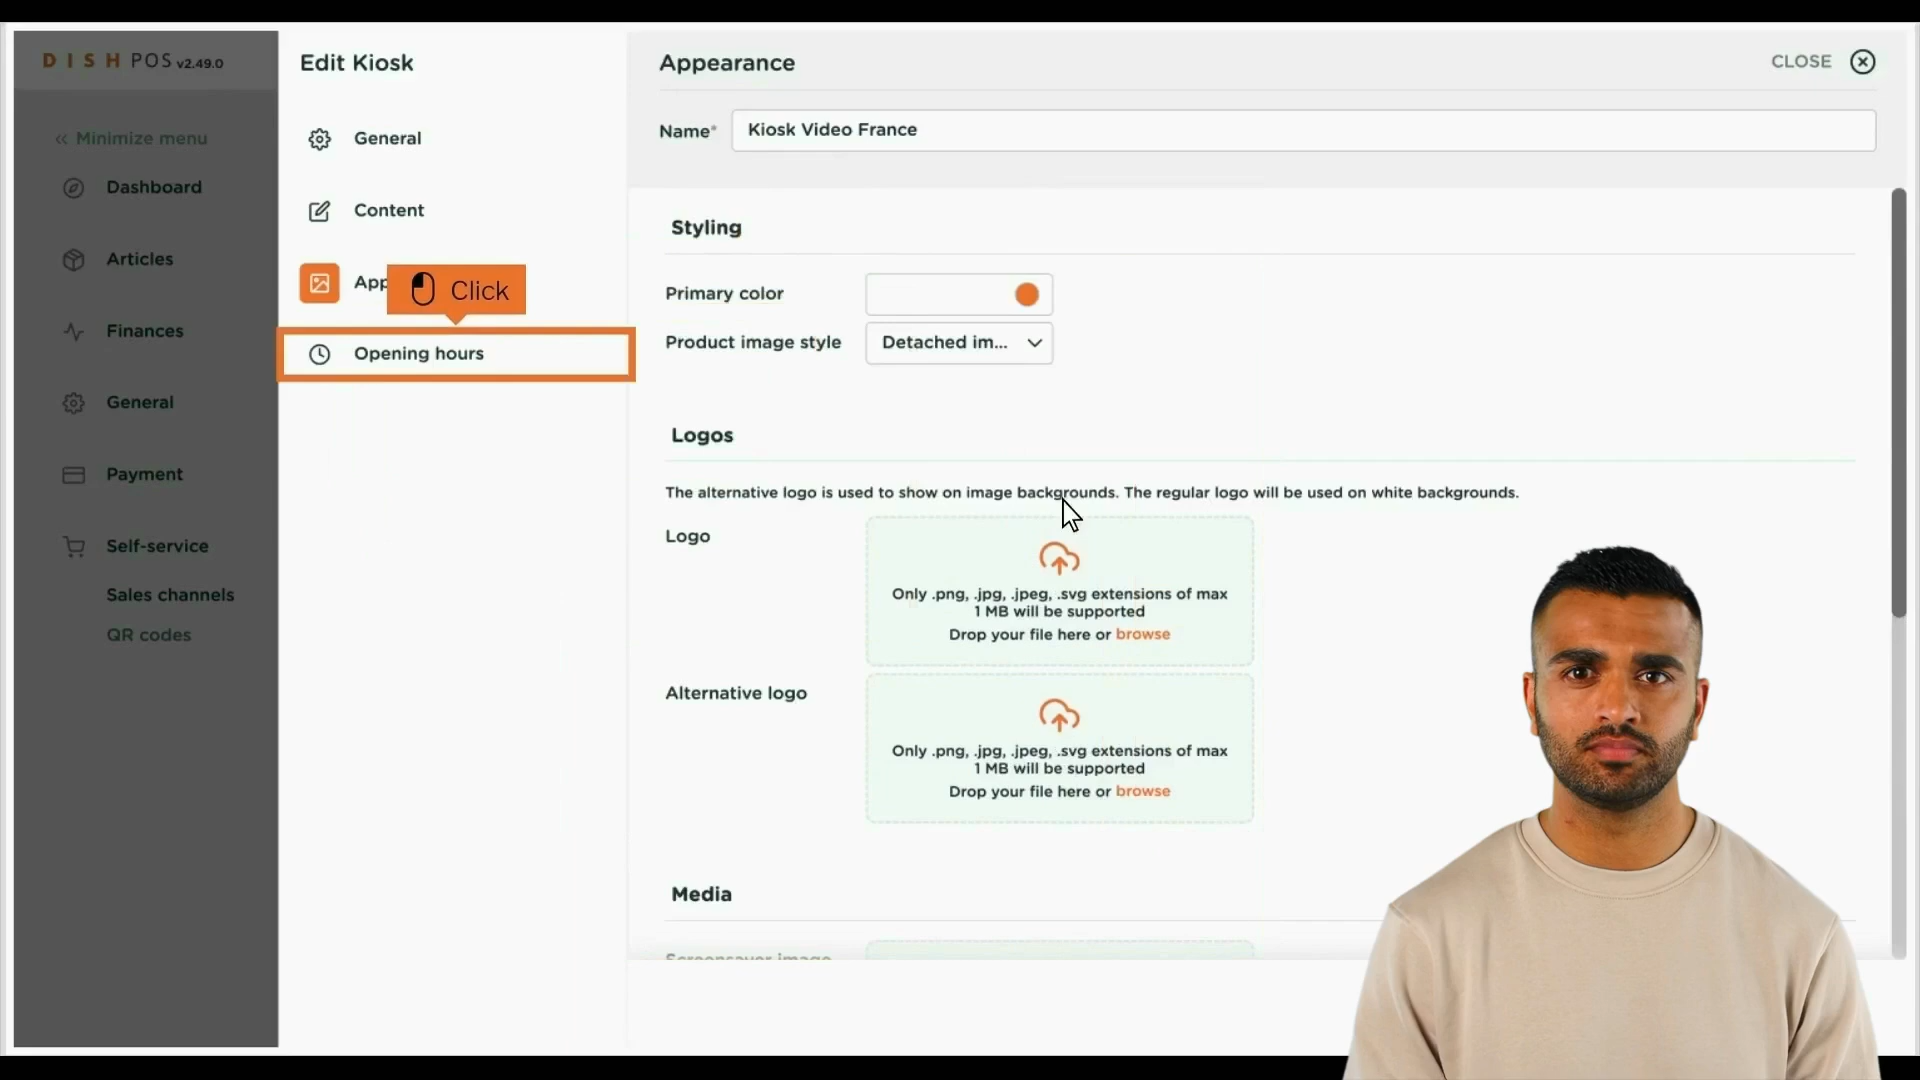 DISH POS v2.49.0
« Minimize menu
Dashboard
Articles
Finances
General
Payment
Self-service
Sales channels
QR codes
Edit Kiosk
General
Content
App
Click
Opening hours
Appearance
CLOSE
Name*
Kiosk Video France
Styling
Primary color
Product image style
Detached im...
Logos
The alternative logo is used to show on image backgrounds. The regular logo will be used on white backgrounds.
Logo
Only .png, .jpg, .jpeg, .svg extensions of max
1 MB will be supported
Drop your file here or browse
Alternative logo
Only .png, .jpg, .jpeg, .svg extensions of max
1 MB will be supported
Drop your file here or browse
Media
Screensaver image